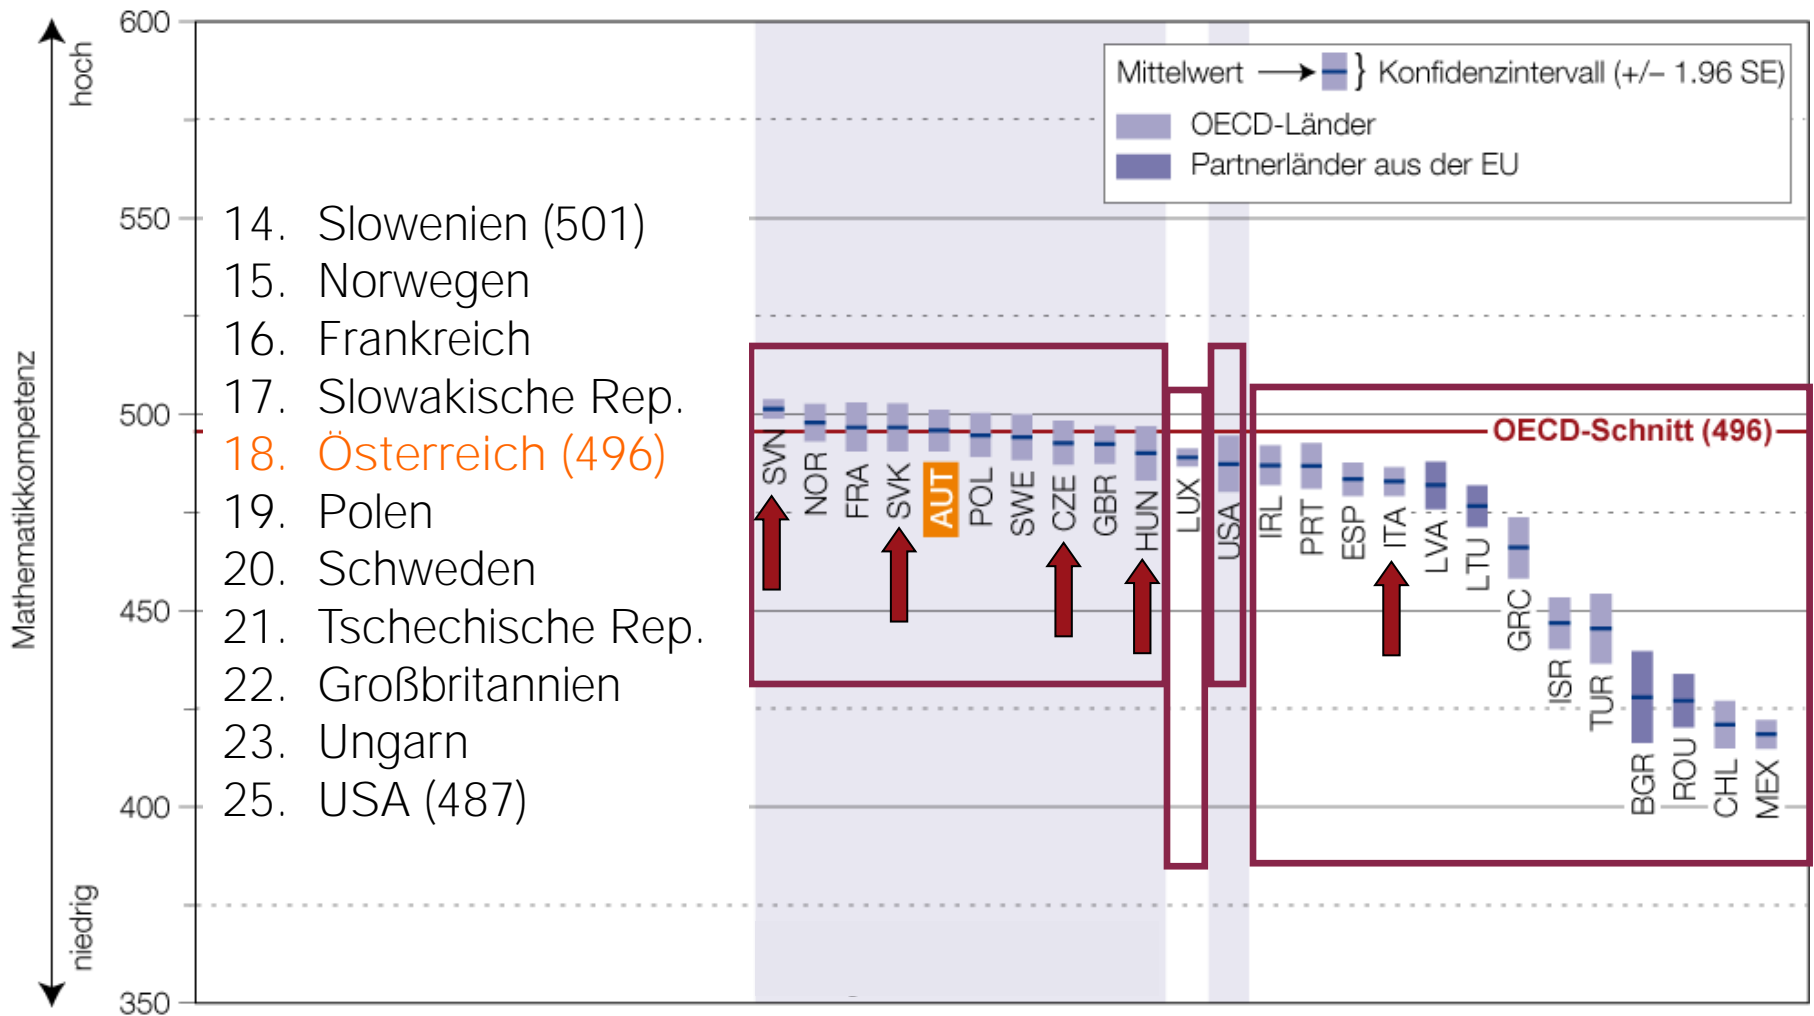 600
hoch
Mittelwert
} Konfidenzintervall (+/– 1.96 SE)
OECD-Länder
Partnerländer aus der EU
550
14. Slowenien (501)
15. Norwegen
16. Frankreich
17. Slowakische Rep.
18. Österreich (496)
19. Polen
20. Schweden
21. Tschechische Rep.
22. Großbritannien
23. Ungarn
25. USA (487)
Mathematikkompetenz
500
OECD-Schnitt (496)
SVN
NOR
FRA
SVK
AUT
POL
SWE
CZE
GBR
HUN
LUX
USA
IRL
PRT
ESP
ITA
LVA
LTU
GRC
ISR
TUR
BGR
ROU
CHL
MEX
450
400
niedrig
350